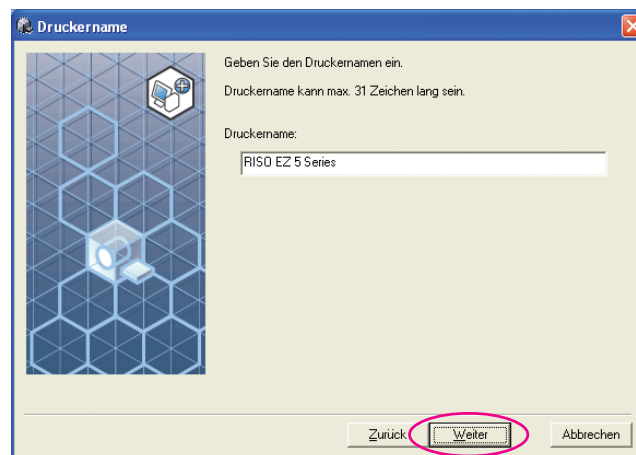 Druckername
Geben Sie den Druckernamen ein.
Druckername kann max. 31 Zeichen lang sein.
Druckername:
RISO EZ 5 Series
Zurück Weiter Abbrechen